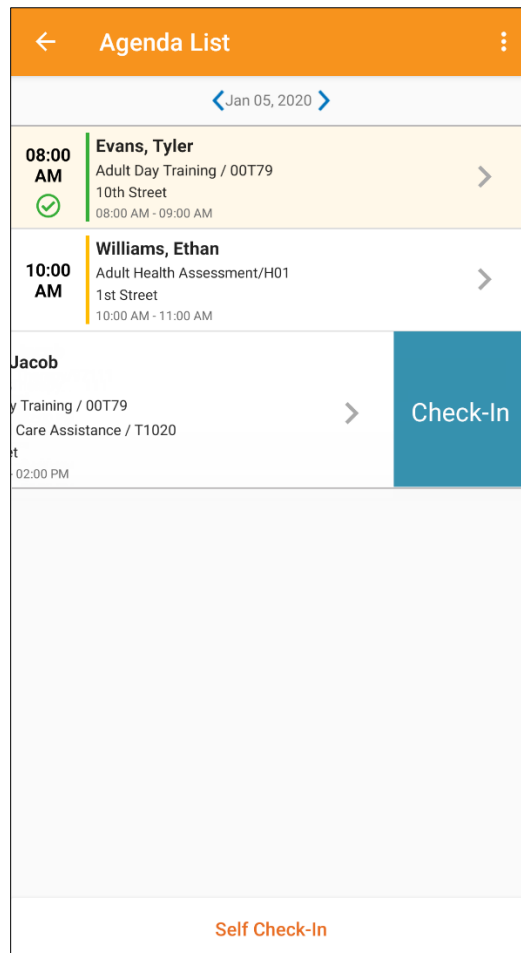 Agenda List
Jan 05, 2020
08:00
AM
Evans, Tyler
Adult Day Training / 00T79
10th Street
08:00 AM - 09:00 AM
10:00
AM
Williams, Ethan
Adult Health Assessment/H01
1st Street
10:00 AM - 11:00 AM
Jacob
y Training / 00T79
Care Assistance / T1020
et
- 02:00 PM
Check-In
Self Check-In